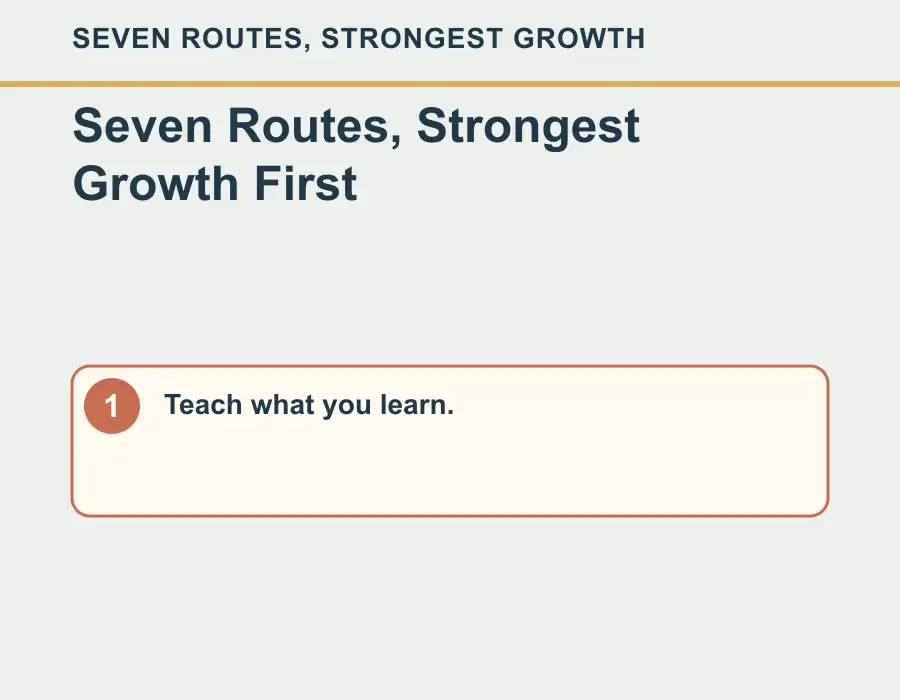 SEVEN ROUTES, STRONGEST GROWTH
Seven Routes, Strongest
Growth First
1
Teach what you learn.